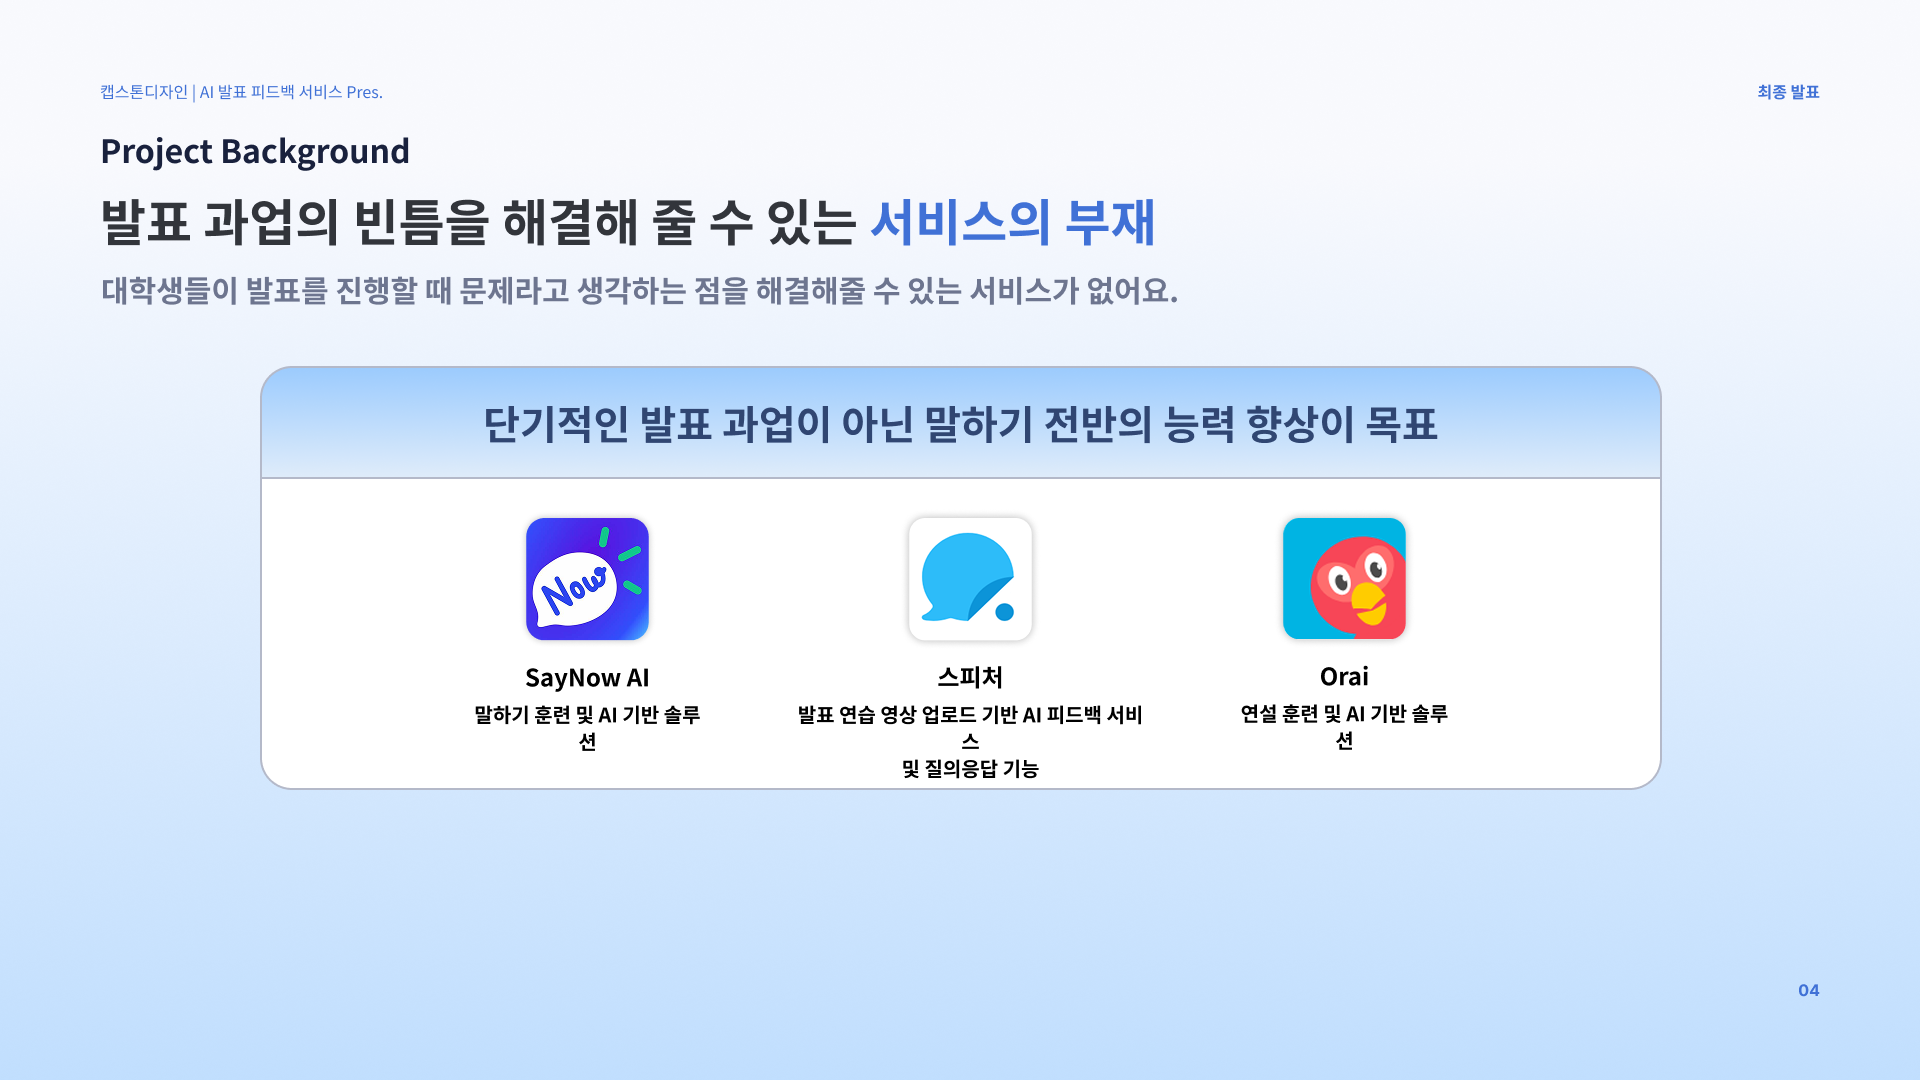 캡스톤디자인 | AI 발표 피드백 서비스 Pres.
최종 발표
Project Background
발표 과업의 빈틈을 해결해 줄 수 있는 서비스의 부재
대학생들이 발표를 진행할 때 문제라고 생각하는 점을 해결해줄 수 있는 서비스가 없어요.
단기적인 발표 과업이 아닌 말하기 전반의 능력 향상이 목표
Now
SayNow AI
말하기 훈련 및 AI 기반 솔루
션
스피처
발표 연습 영상 업로드 기반 AI 피드백 서비
스
및 질의응답 기능
Orai
연설 훈련 및 AI 기반 솔루
션
04